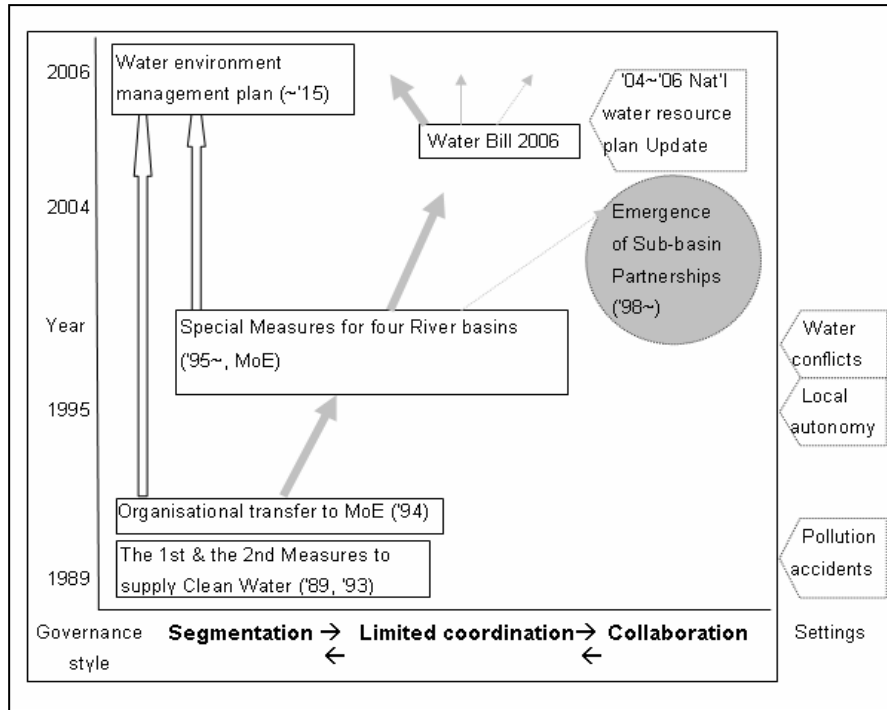 2006
Water environment
management plan (~'15)
'04~'06 Nat'l
water resource
plan Update
Water Bill 2006
2004
Emergence
of Sub-basin
Partnerships
('98~)
Year
Special Measures for four River basins
('95~, MoE)
Water
conflicts
1995
Local
autonomy
Organisational transfer to MoE ('94)
The 1st & the 2nd Measures to
supply Clean Water ('89, '93)
1989
Pollution
accidents
Governance
style
Segmentation → Limited coordination → Collaboration
← ←
Settings